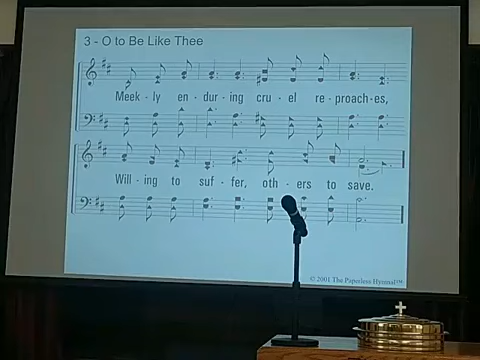 3 - O to Be Like Thee
Meek - ly en - dur - ing cru - el re - proach - es,
Will - ing to suf - fer, oth - ers to save.
© 2001 The Paperless Hymnal™